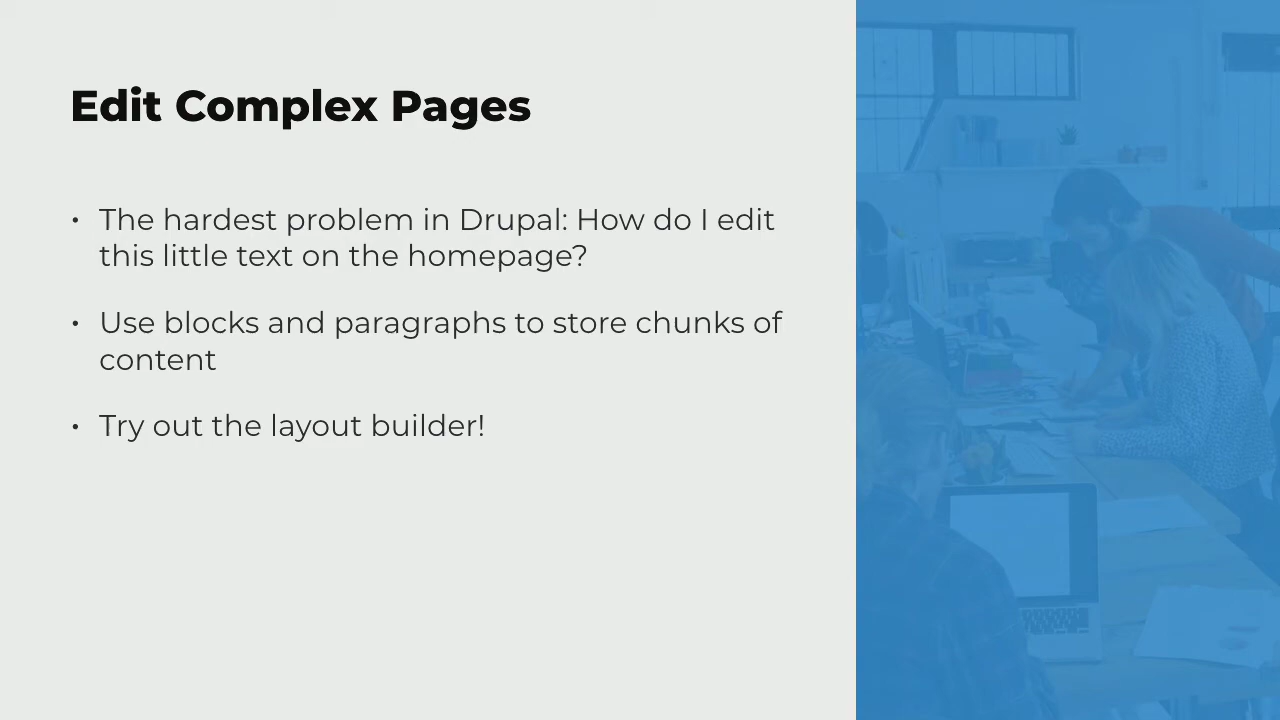 Edit Complex Pages
• The hardest problem in Drupal: How do I edit
this little text on the homepage?
• Use blocks and paragraphs to store chunks of
content
• Try out the layout builder!